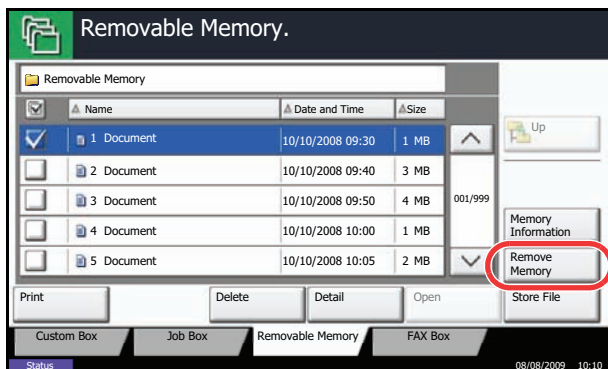 Removable Memory.
Removable Memory
Name Date and Time Size
1 Document 10/10/2008 09:30 1 MB
2 Document 10/10/2008 09:40 3 MB
3 Document 10/10/2008 09:50 4 MB
4 Document 10/10/2008 10:00 1 MB
5 Document 10/10/2008 10:05 2 MB
001/999
Up
Memory
Information
Remove
Memory
Print Delete Detail Open Store File
Custom Box Job Box Removable Memory FAX Box
Status 08/08/2009 10:10